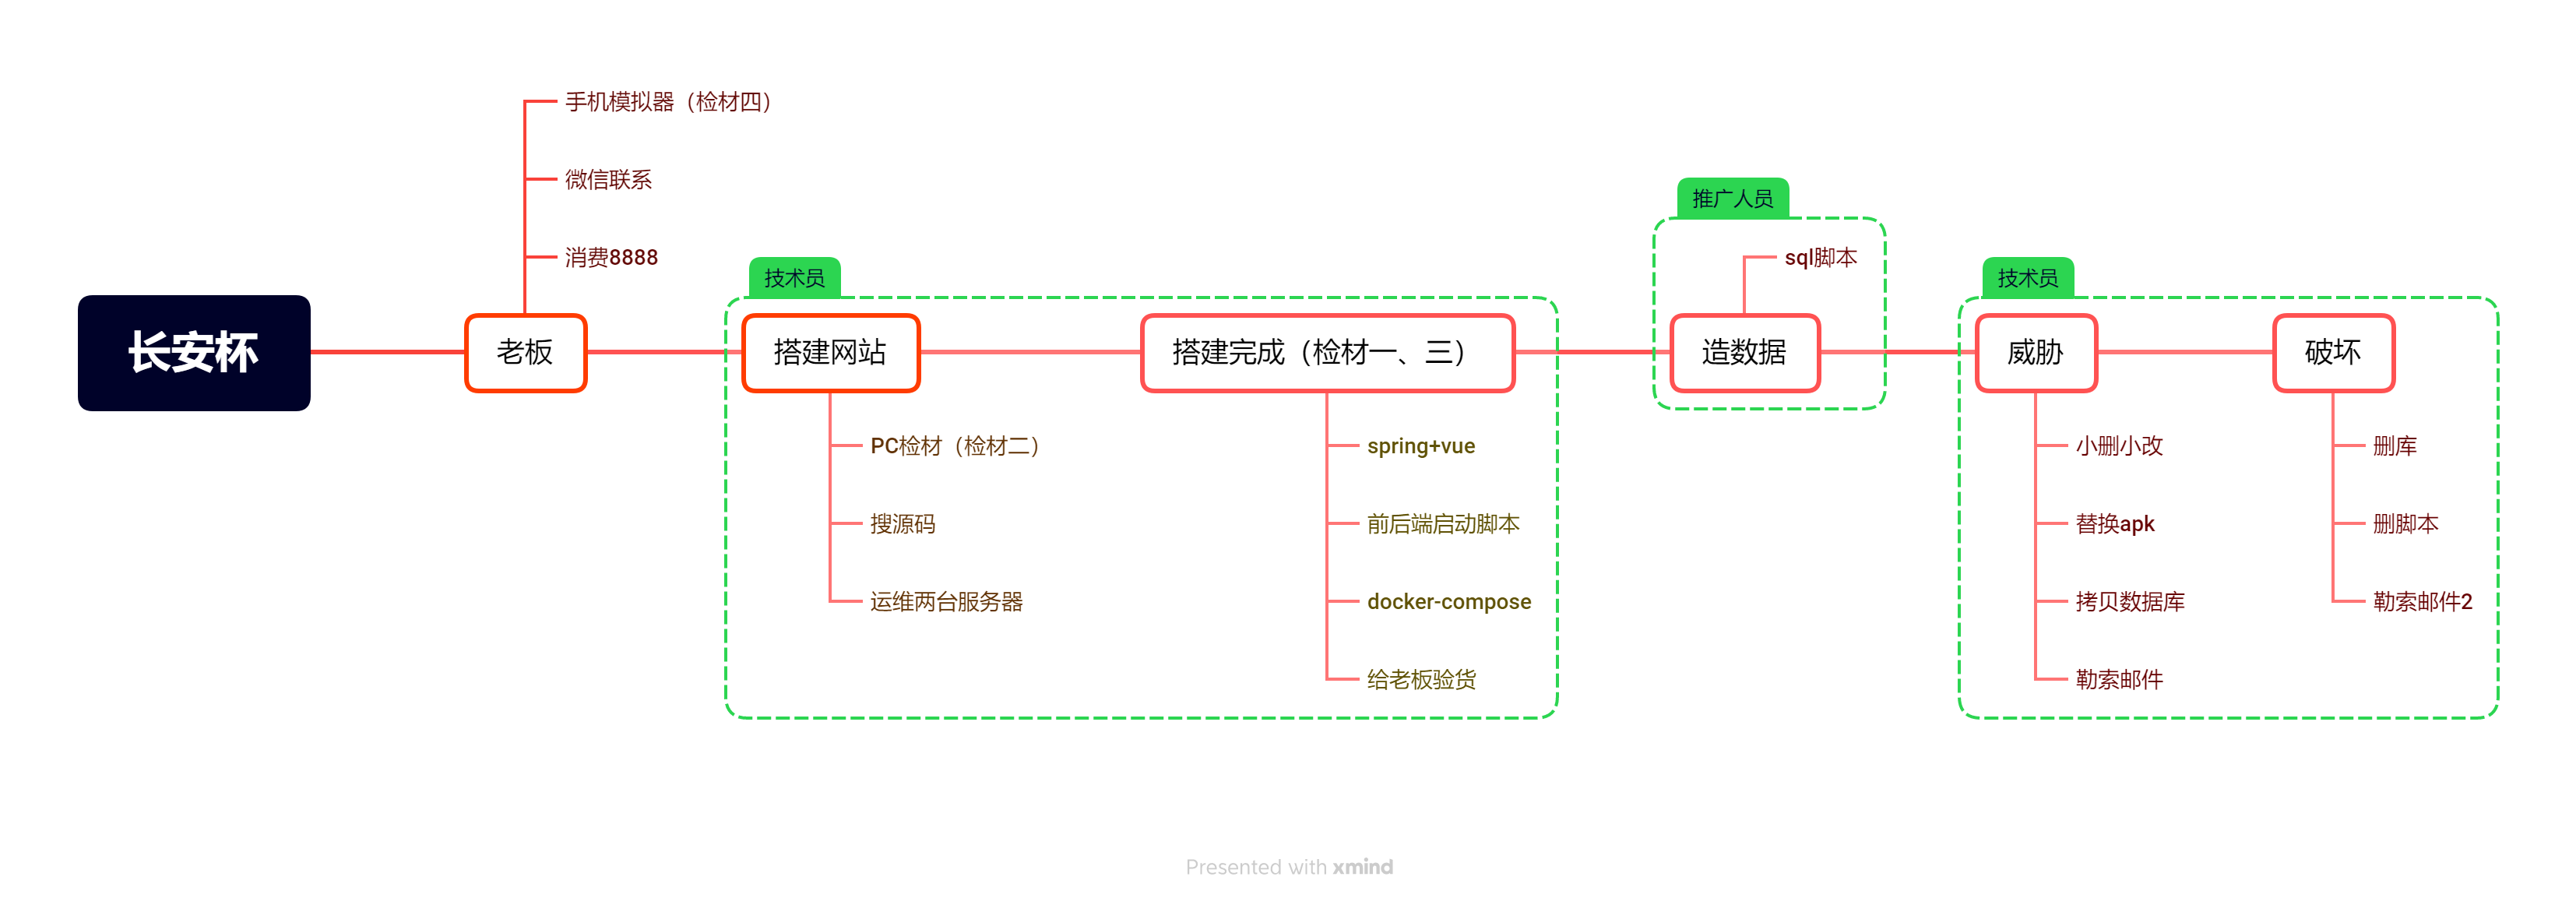 长安杯
老板
手机模拟器（检材四）
微信联系
消费8888
技术员
搭建网站
PC检材（检材二）
搜源码
运维两台服务器
搭建完成（检材一、三）
spring+vue
前后端启动脚本
docker-compose
给老板验货
推广人员
sql脚本
造数据
技术员
威胁
小删小改
替换apk
拷贝数据库
勒索邮件
破坏
删库
删脚本
勒索邮件2
Presented with xmind